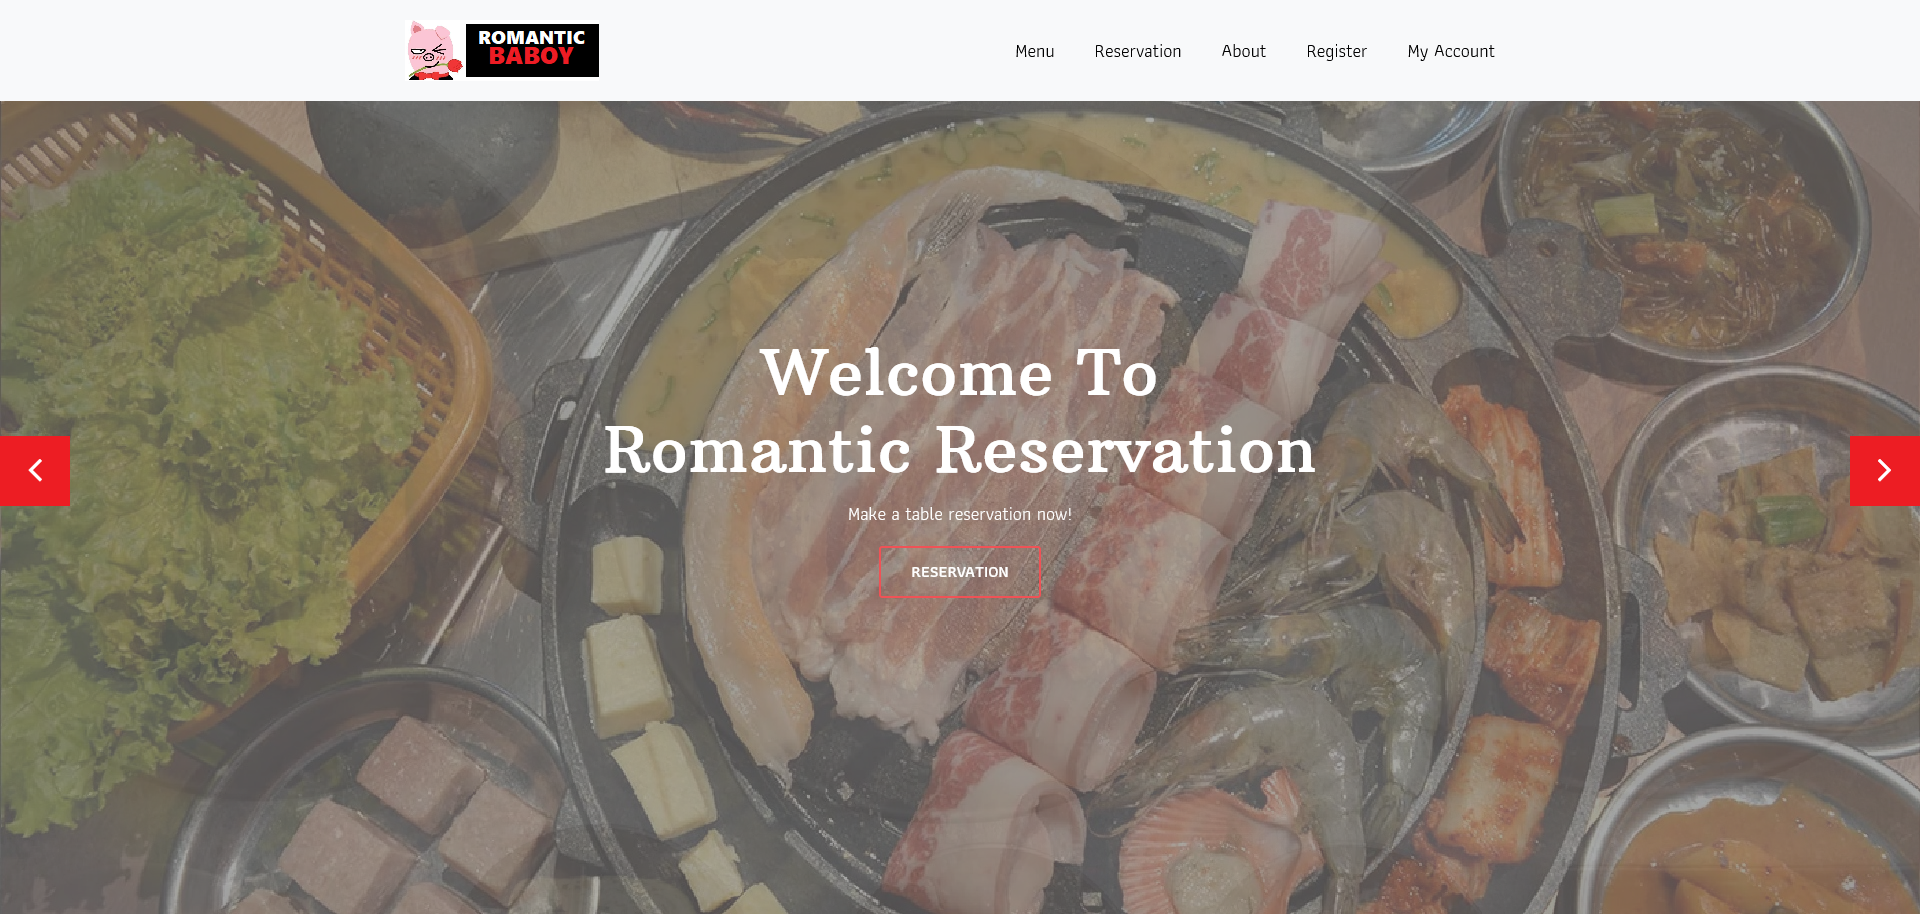 ROMANTIC
BABOY
Menu Reservation About Register My Account
Welcome To
Romantic Reservation
Make a table reservation now!
RESERVATION